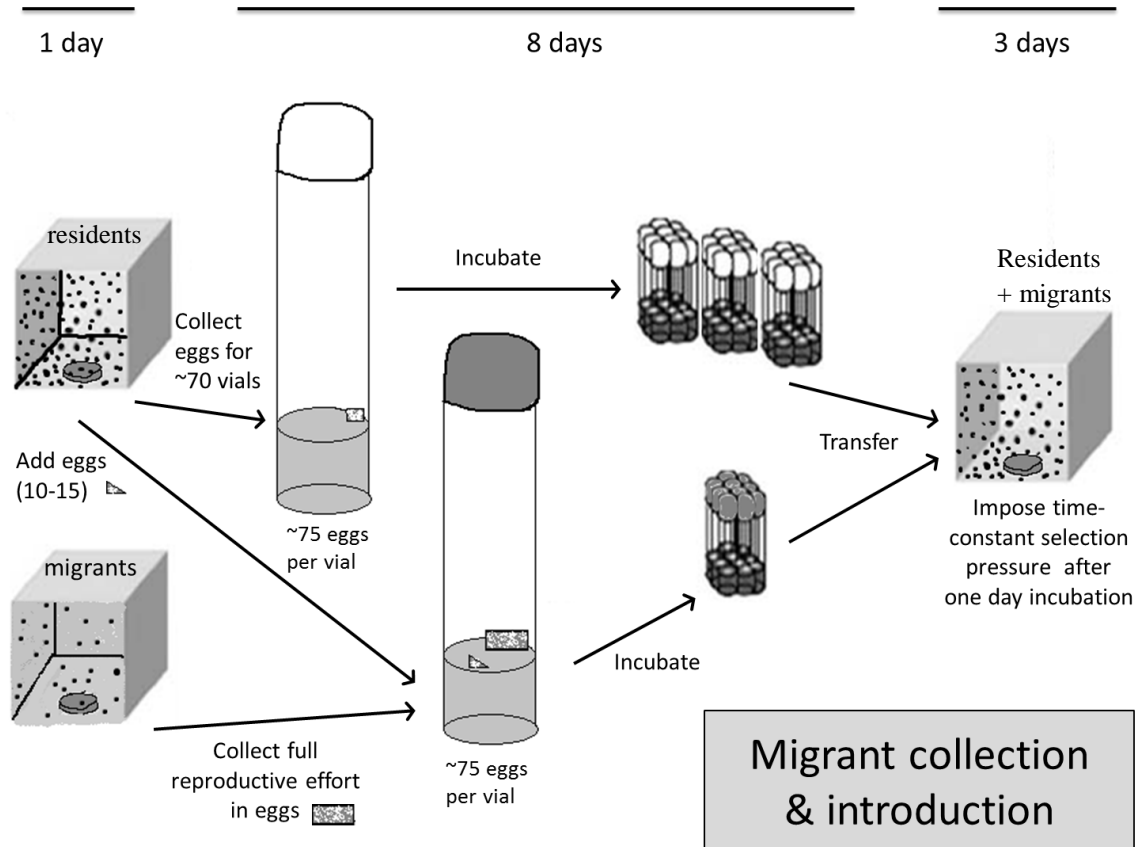 1 day
8 days
3 days
residents
Collect
eggs for
~70 vials
Incubate
Residents
+ migrants
Add eggs
(10-15)
~75 eggs
per vial
Transfer
Impose time-
constant selection
pressure after
one day incubation
migrants
Incubate
Collect full
reproductive effort
in eggs
~75 eggs
per vial
Migrant collection
& introduction